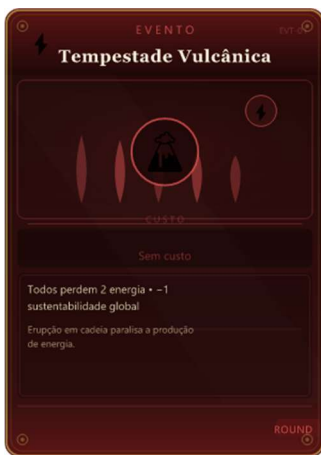 EVENTO
Tempestade Vulcânica
CUSTO
Sem custo
Todos perdem 2 energia • −1
sustentabilidade global
Erupção em cadeia paralisa a produção
de energia.
ROUND